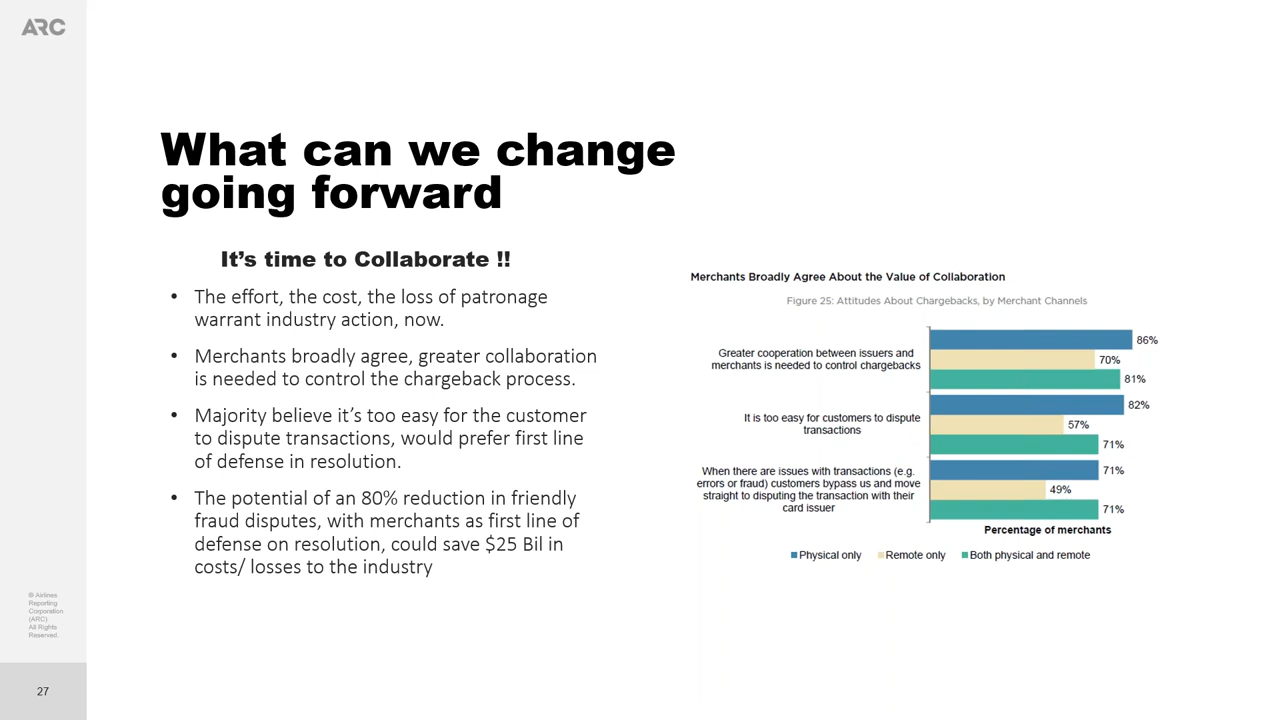 ARC
What can we change
going forward
It’s time to Collaborate !!
• The effort, the cost, the loss of patronage
warrant industry action, now.
• Merchants broadly agree, greater collaboration
is needed to control the chargeback process.
• Majority believe it’s too easy for the customer
to dispute transactions, would prefer first line
of defense in resolution.
• The potential of an 80% reduction in friendly
fraud disputes, with merchants as first line of
defense on resolution, could save $25 Bil in
costs/ losses to the industry
Merchants Broadly Agree About the Value of Collaboration
Figure 25: Attitudes About Chargebacks, by Merchant Channels
Greater cooperation between issuers and
merchants is needed to control chargebacks
86%
70%
81%
It is too easy for customers to dispute
transactions
82%
57%
71%
When there are issues with transactions (e.g.
errors or fraud) customers bypass us and move
straight to disputing the transaction with their
card issuer
71%
49%
71%
Percentage of merchants
Physical only
Remote only
Both physical and remote
© Airlines
Reporting
Corporation
(ARC)
All Rights
Reserved.
27